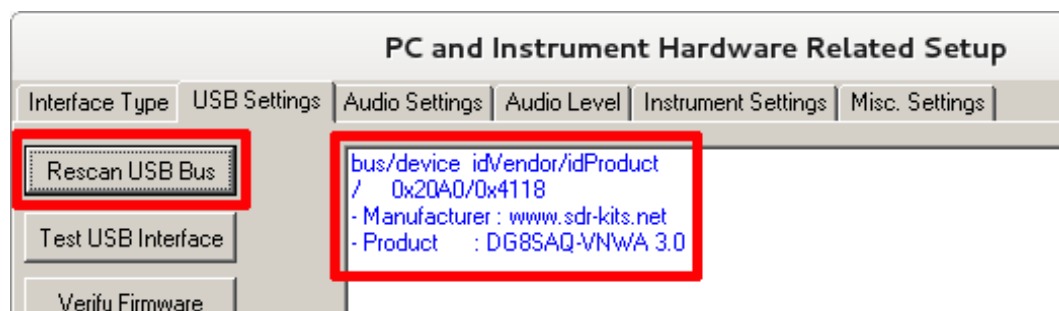 PC and Instrument Hardware Related Setup
Interface Type USB Settings Audio Settings Audio Level Instrument Settings Misc. Settings
Rescan USB Bus
bus/device idVendor/idProduct
/ 0x20A0/0x4118
- Manufacturer : www.sdr-kits.net
- Product : DG8SAQ-VNWA 3.0
Test USB Interface
Verify Firmware